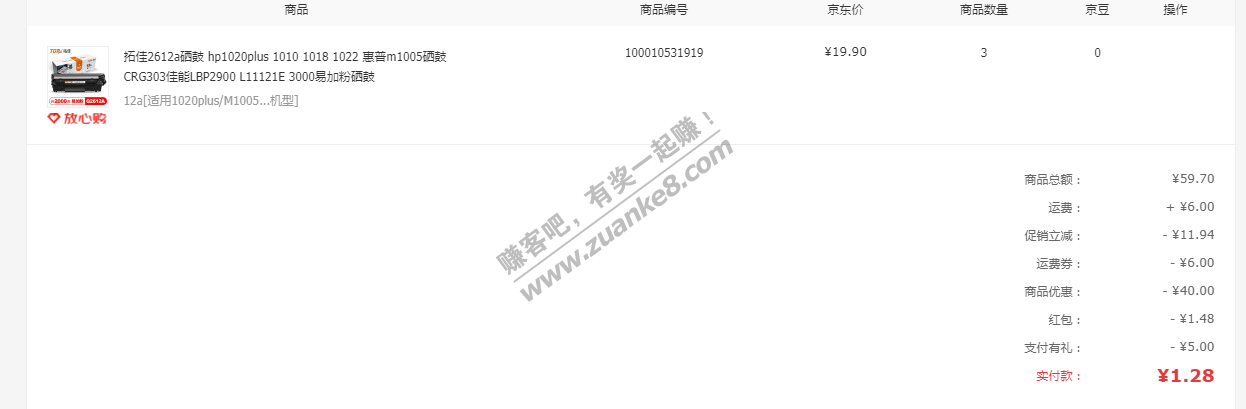 商品 商品编号 京东价 商品数量 京豆 操作
拓佳2612a硒鼓 hp1020plus 1010 1018 1022 惠普m1005硒鼓 100010531919 ¥19.90 3 0
CRG303佳能LBP2900 L11121E 3000易加粉硒鼓
12a[适用1020plus/M1005...机型]
放心购
赚客吧，有奖一起赚！
www.zuanke8.com
商品总额： ¥59.70
运费： + ¥6.00
促销立减： - ¥11.94
运费券： - ¥6.00
商品优惠： - ¥40.00
红包： - ¥1.48
支付有礼： - ¥5.00
实付款： ¥1.28